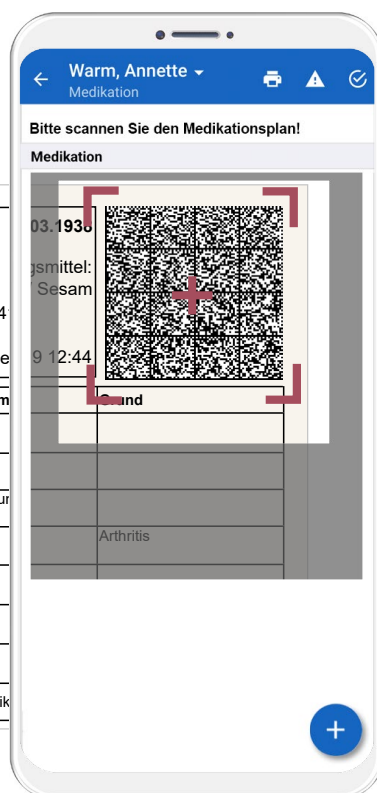 Warm, Annette
Medikation
Bitte scannen Sie den Medikationsplan!
Medikation
03.1938
gsmittel:
Sesam
9 12:44
Grund
Arthritis